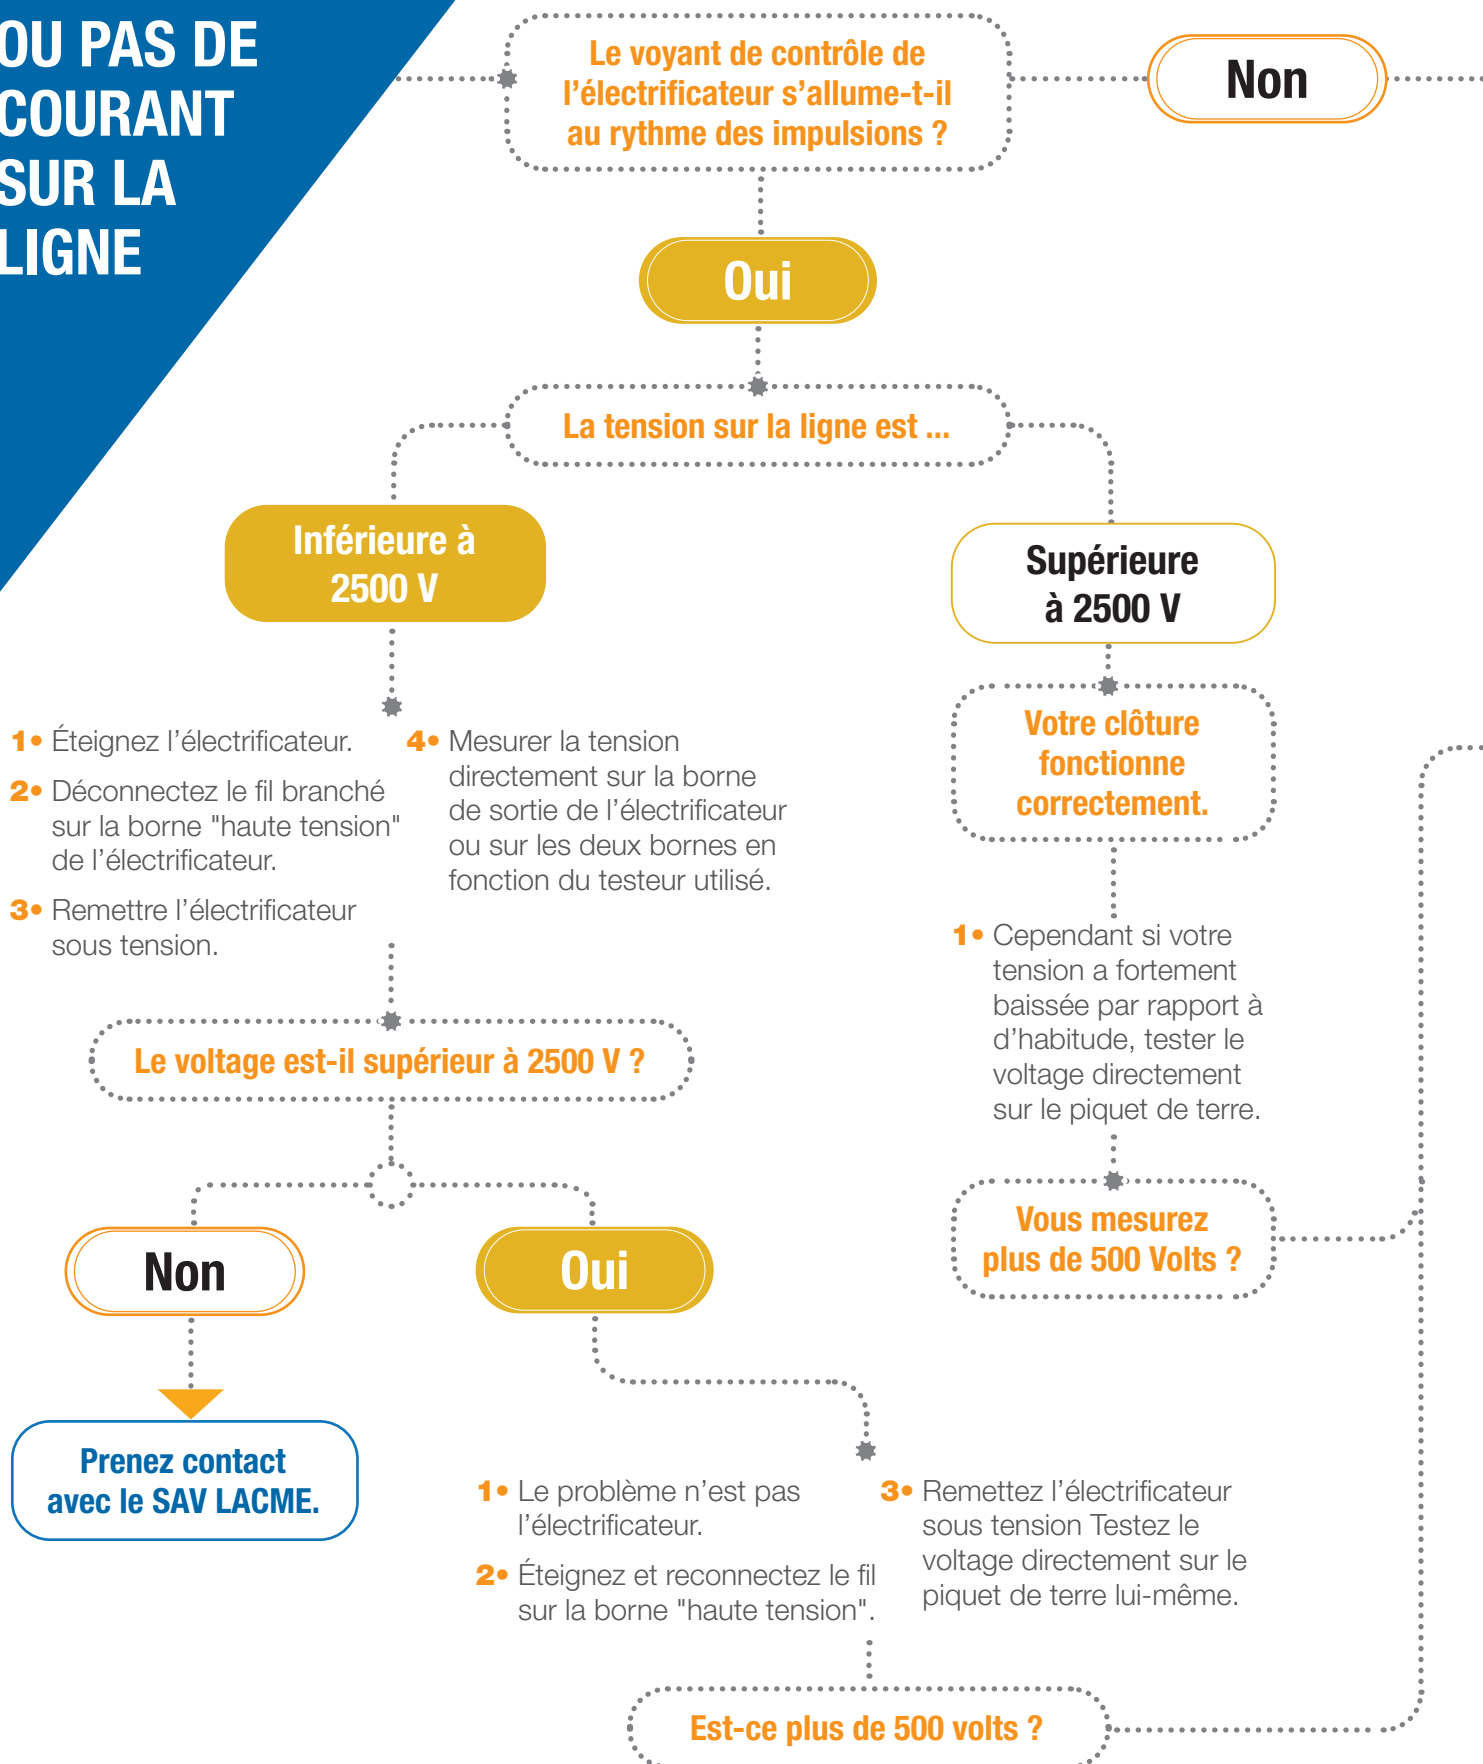 OU PAS DE
COURANT
SUR LA
LIGNE
Le voyant de contrôle de
l’électrificateur s’allume-t-il
au rythme des impulsions ?
Non
Oui
La tension sur la ligne est ...
Inférieure à
2500 V
Supérieure
à 2500 V
1• Éteignez l’électrificateur.
2• Déconnectez le fil branché
sur la borne "haute tension"
de l’électrificateur.
3• Remettre l’électrificateur
sous tension.
4• Mesurer la tension
directement sur la borne
de sortie de l’électrificateur
ou sur les deux bornes en
fonction du testeur utilisé.
Votre clôture
fonctionne
correctement.
1• Cependant si votre
tension a fortement
baissée par rapport à
d’habitude, tester le
voltage directement
sur le piquet de terre.
Le voltage est-il supérieur à 2500 V ?
Vous mesurez
plus de 500 Volts ?
Non
Oui
Prenez contact
avec le SAV LACME.
1• Le problème n’est pas
l’électrificateur.
2• Éteignez et reconnectez le fil
sur la borne "haute tension".
3• Remettez l’électrificateur
sous tension Testez le
voltage directement sur le
piquet de terre lui-même.
Est-ce plus de 500 volts ?